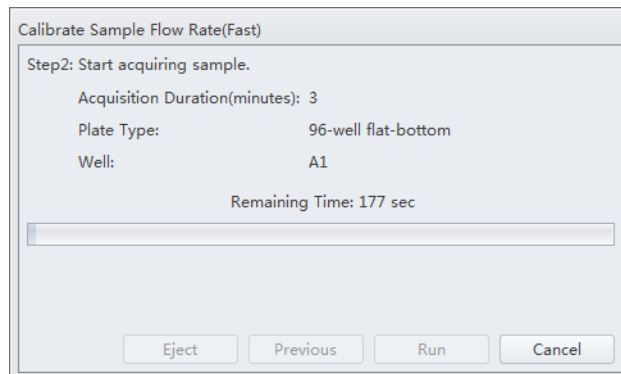 Calibrate Sample Flow Rate(Fast)
Step2: Start acquiring sample.
Acquisition Duration(minutes): 3
Plate Type: 96-well flat-bottom
Well: A1
Remaining Time: 177 sec
Eject Previous Run Cancel